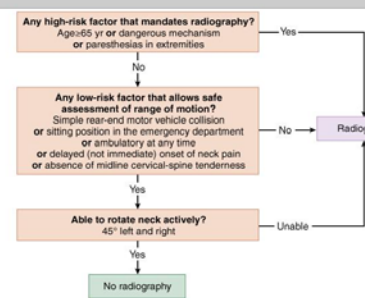 Any high-risk factor that mandates radiography?
Age≥65 yr or dangerous mechanism
or paresthesias in extremities
Yes
No
Any low-risk factor that allows safe
assessment of range of motion?
Simple rear-end motor vehicle collision
or sitting position in the emergency department
or ambulatory at any time
or delayed (not immediate) onset of neck pain
or absence of midline cervical-spine tenderness
No
Yes
Able to rotate neck actively?
45° left and right
Unable
Yes
No radiography